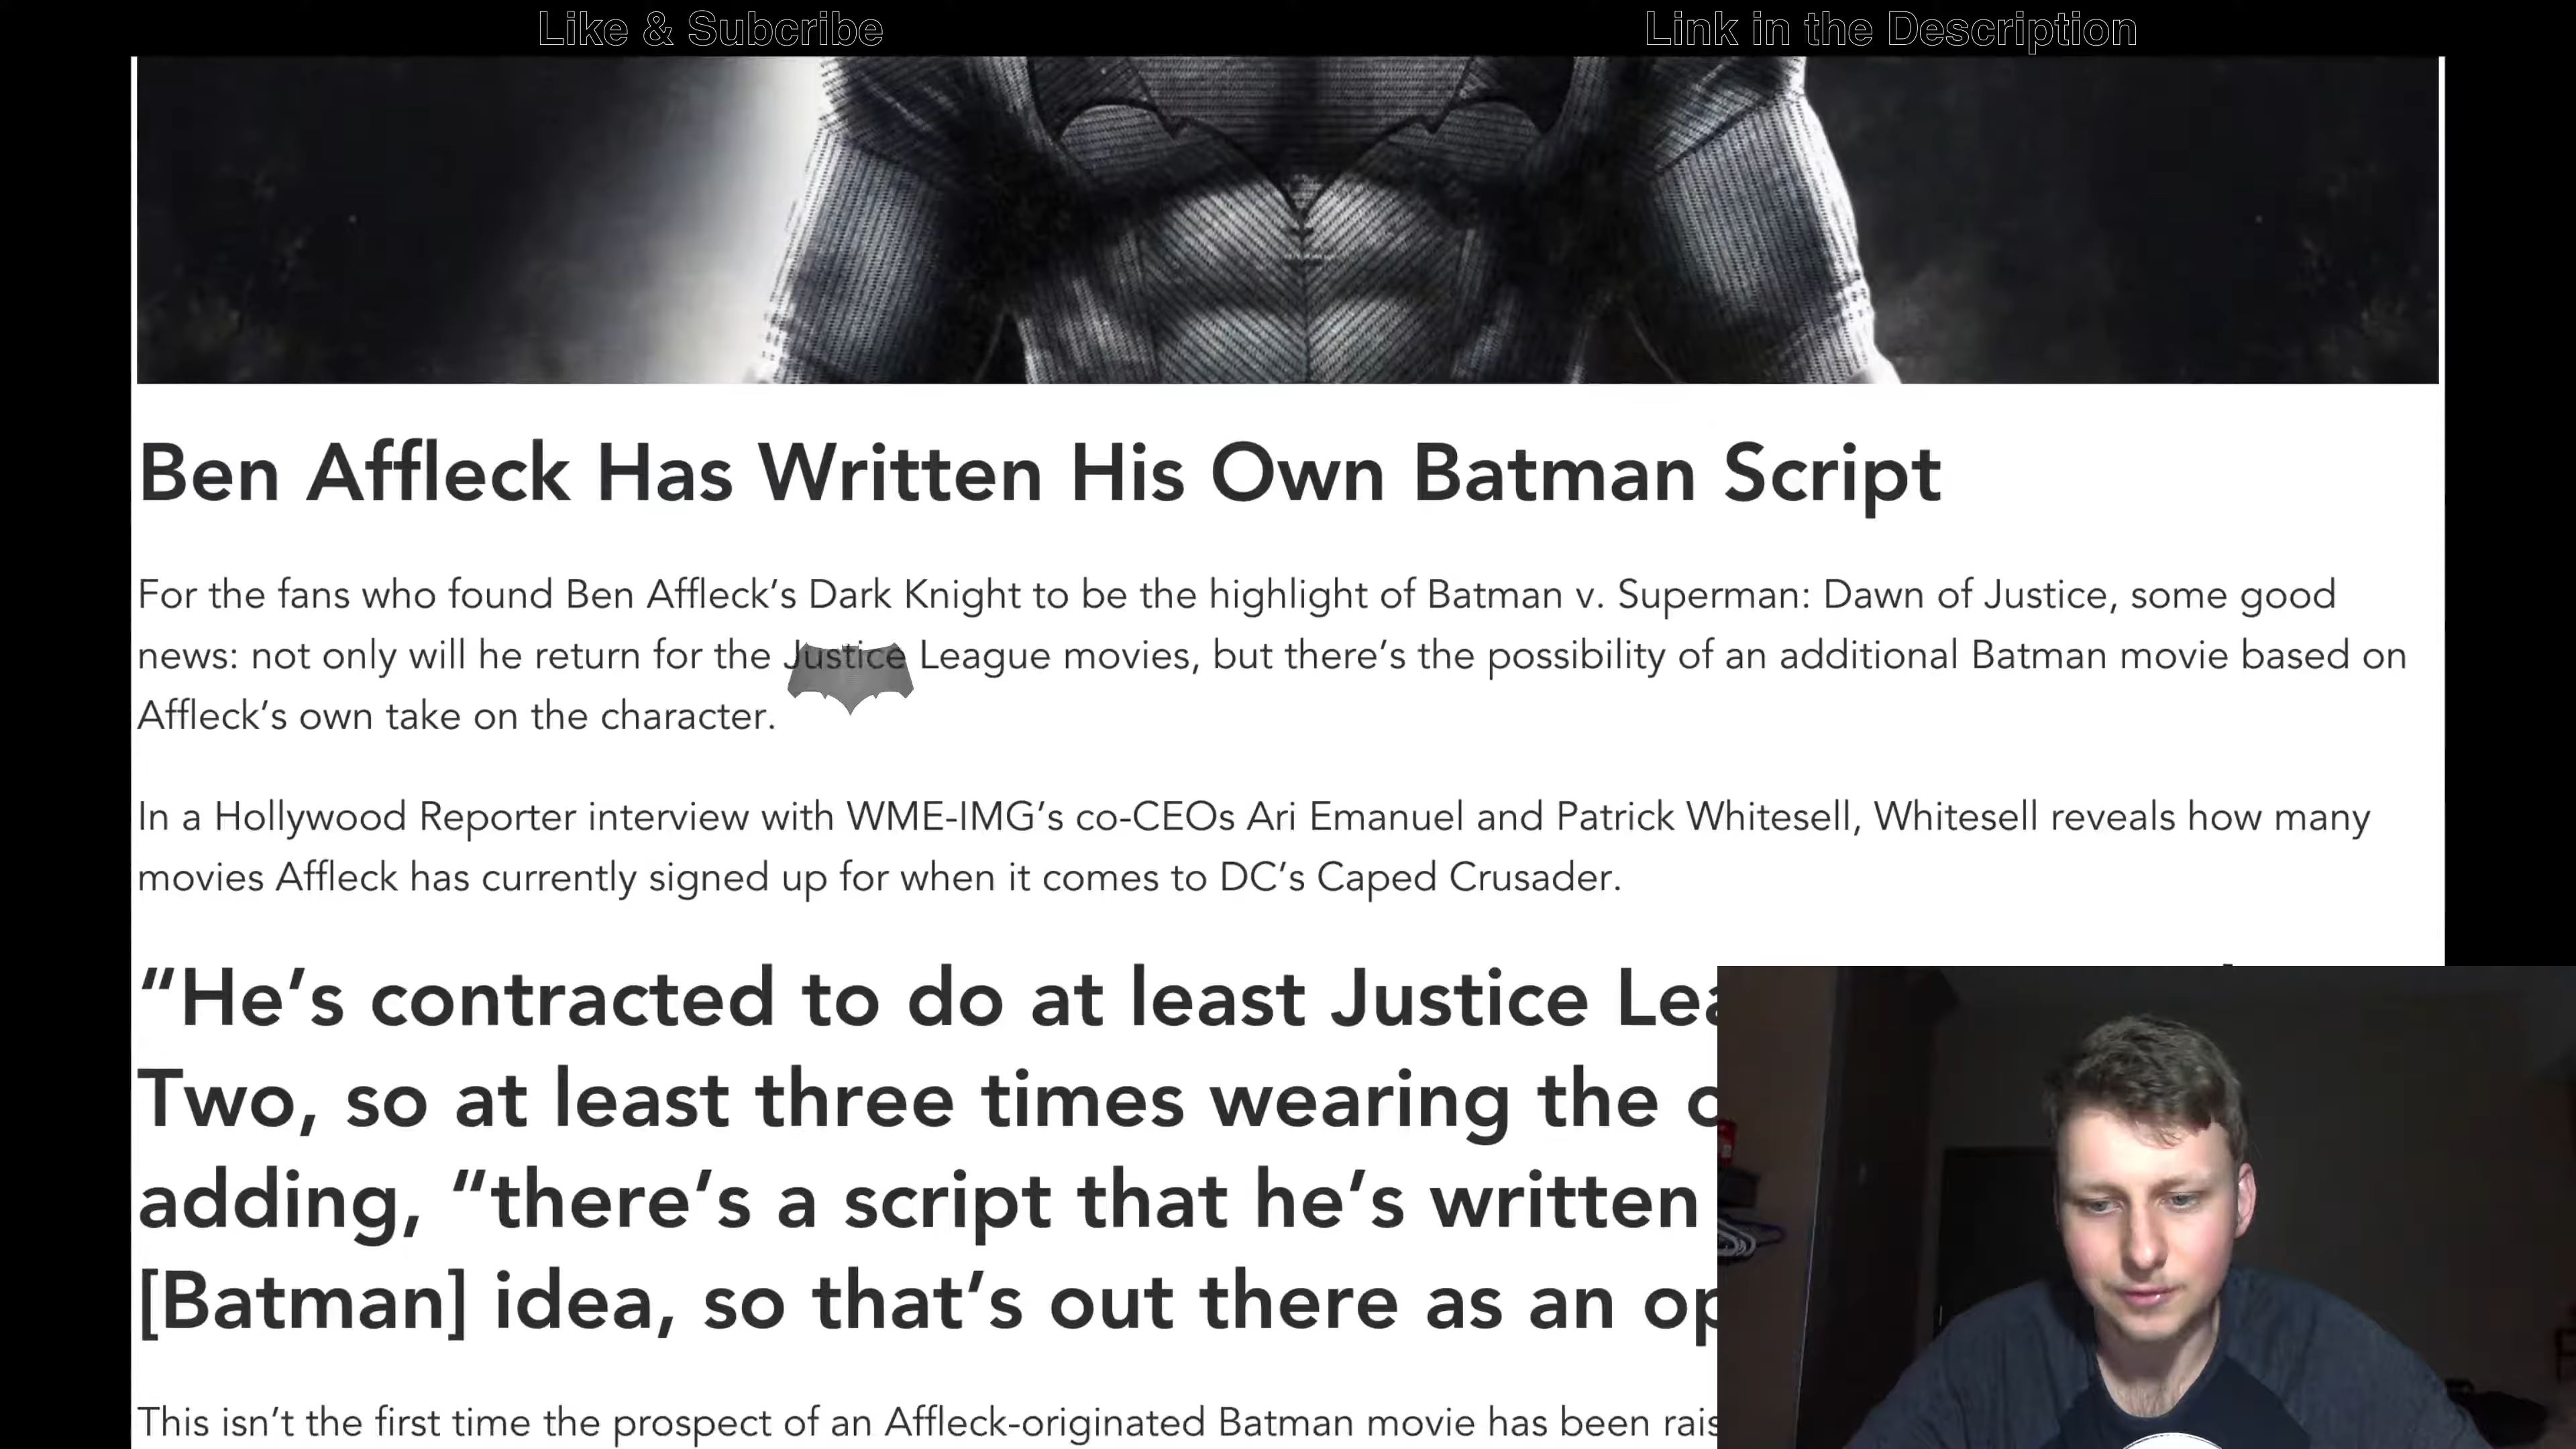 Like & Subcribe
Link in the Description
Ben Affleck Has Written His Own Batman Script
For the fans who found Ben Affleck’s Dark Knight to be the highlight of Batman v. Superman: Dawn of Justice, some good
news: not only will he return for the Justice League movies, but there’s the possibility of an additional Batman movie based on
Affleck’s own take on the character.
In a Hollywood Reporter interview with WME-IMG’s co-CEOs Ari Emanuel and Patrick Whitesell, Whitesell reveals how many
movies Affleck has currently signed up for when it comes to DC’s Caped Crusader.
“He’s contracted to do at least Justice
Two, so at least three times wearing the
adding, “there’s a script that he’s written
[Batman] idea, so that’s out there as an
This isn’t the first time the prospect of an Affleck-originated Batman movie has been